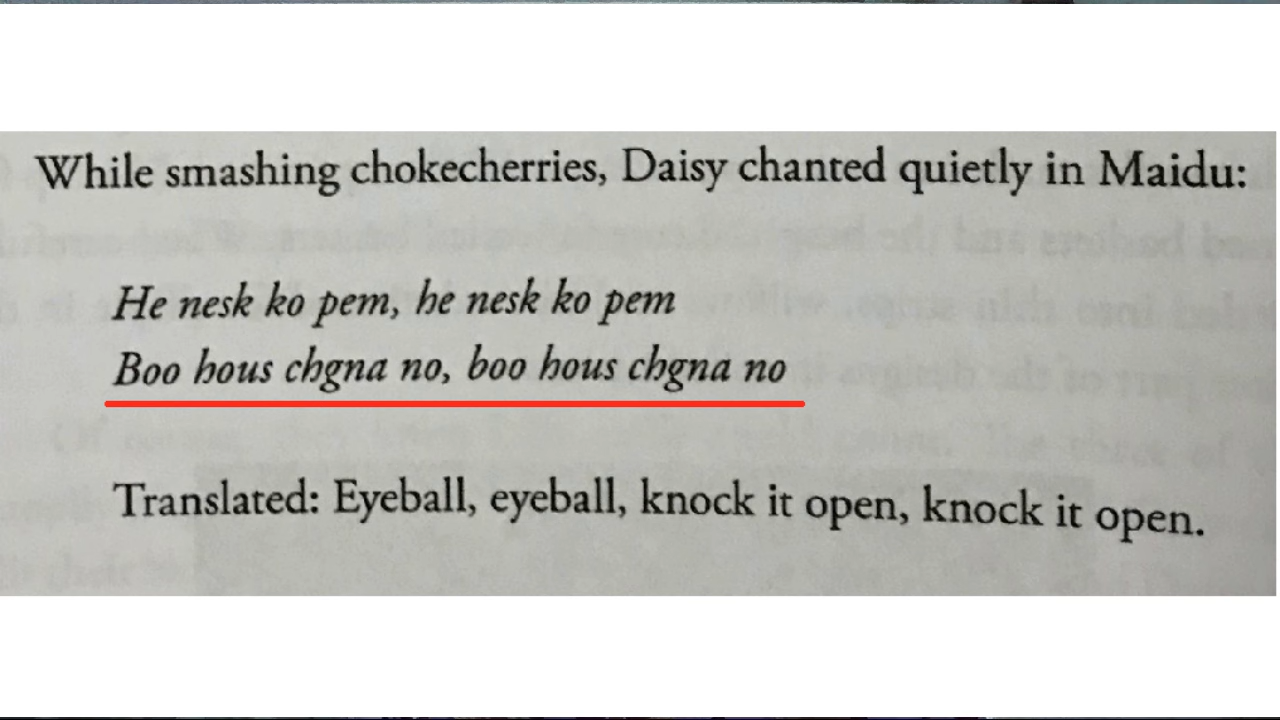 While smashing chokecherries, Daisy chanted quietly in Maidu:
He nesk ko pem, he nesk ko pem
Boo hous chgna no, boo hous chgna no
Translated: Eyeball, eyeball, knock it open, knock it open.